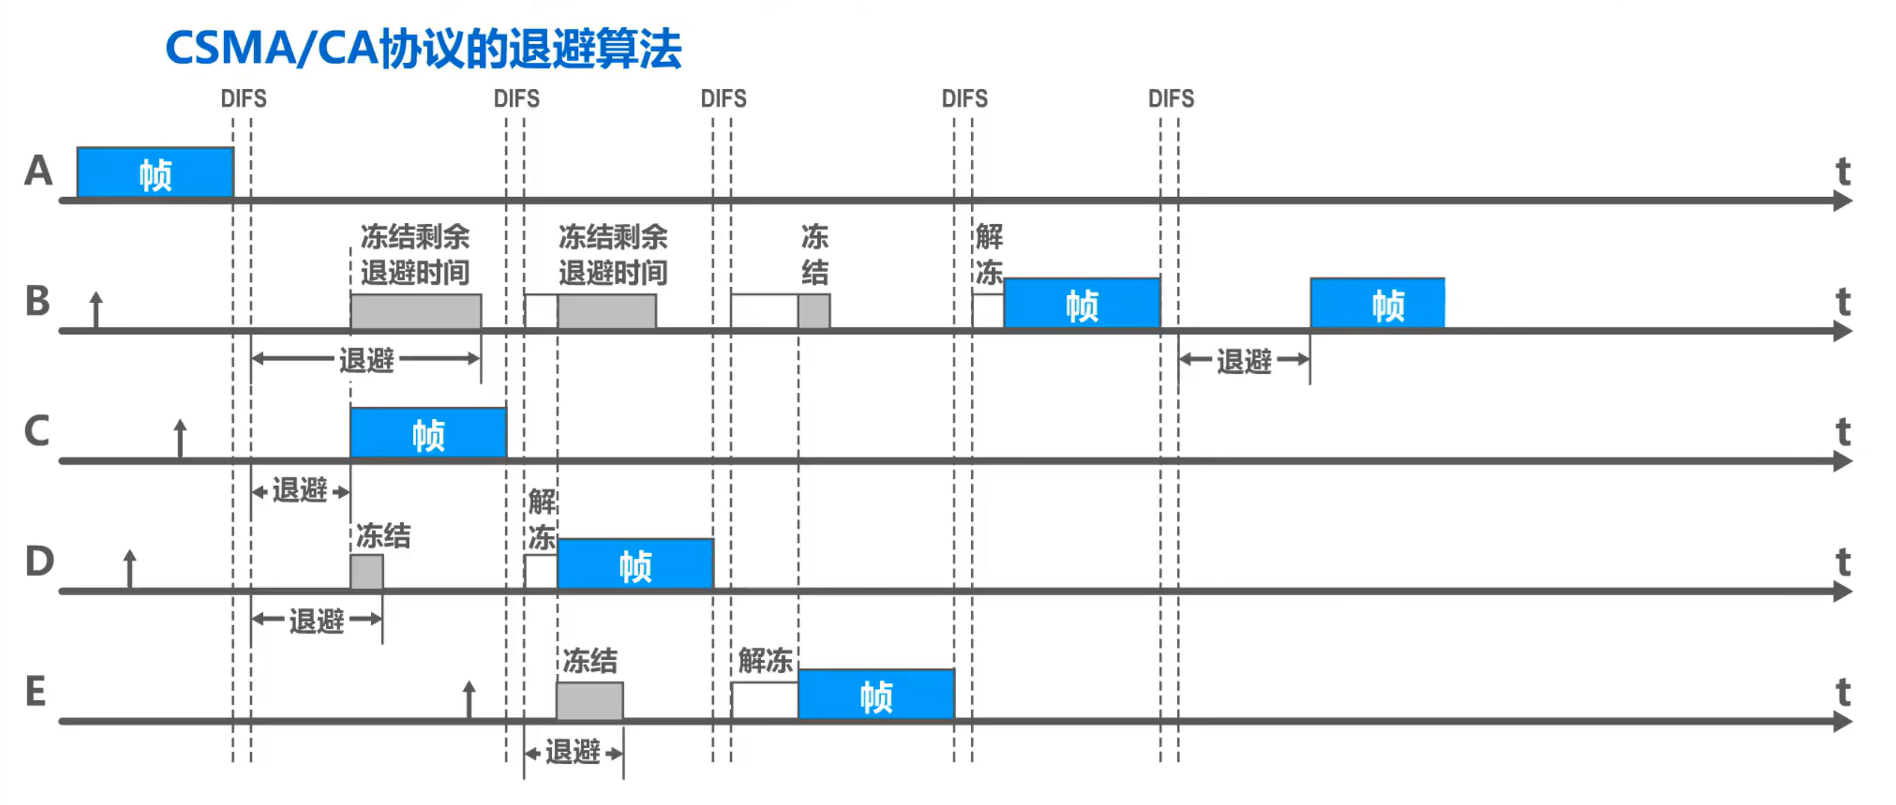 CSMA/CA协议的退避算法
DIFS DIFS DIFS DIFS DIFS
A 帧 t
冻结剩余
退避时间
冻结剩余
退避时间
冻
结
解
冻
B 帧 帧 t
退避 退避
C 帧 t
退避
解
冻
冻结
D 帧 t
退避
冻结 解冻
E 帧 t
退避